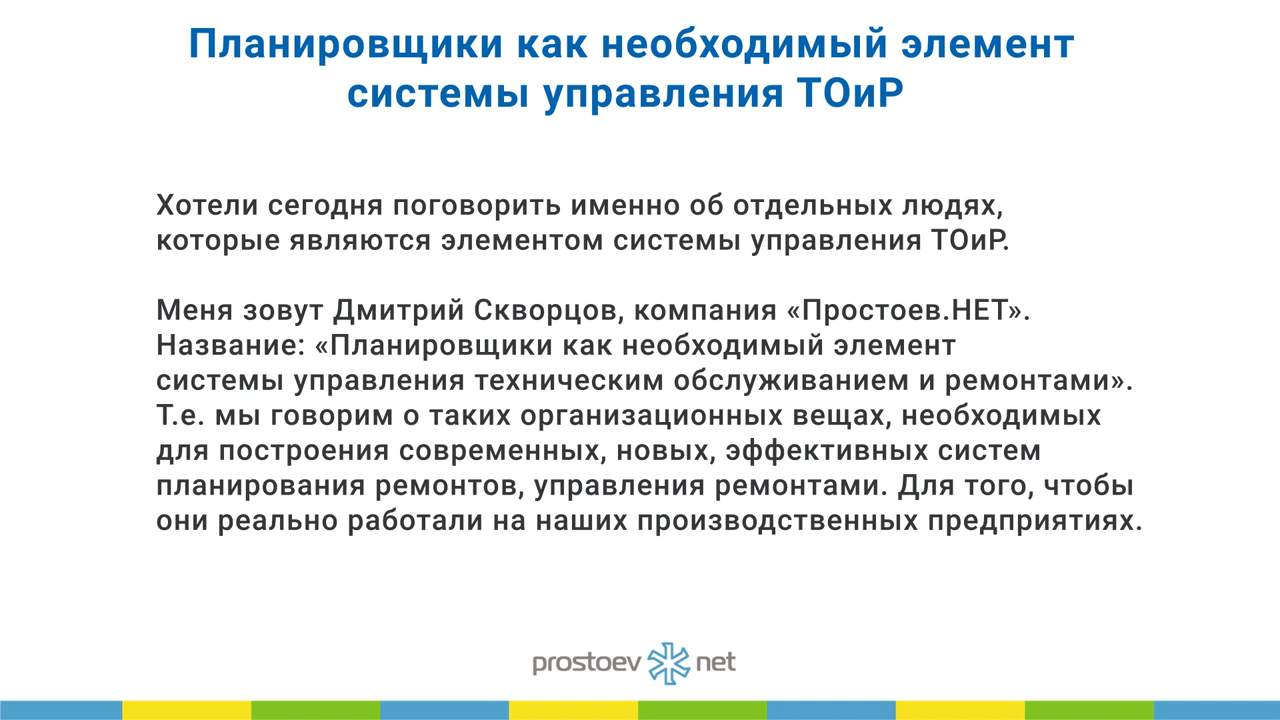 Планировщики как необходимый элемент
системы управления ТОиР
Хотели сегодня поговорить именно об отдельных людях,
которые являются элементом системы управления ТОиР.
Меня зовут Дмитрий Скворцов, компания «Простоев.НЕТ».
Название: «Планировщики как необходимый элемент
системы управления техническим обслуживанием и ремонтами».
Т.е. мы говорим о таких организационных вещах, необходимых
для построения современных, новых, эффективных систем
планирования ремонтов, управления ремонтами. Для того, чтобы
они реально работали на наших производственных предприятиях.
prostoev net